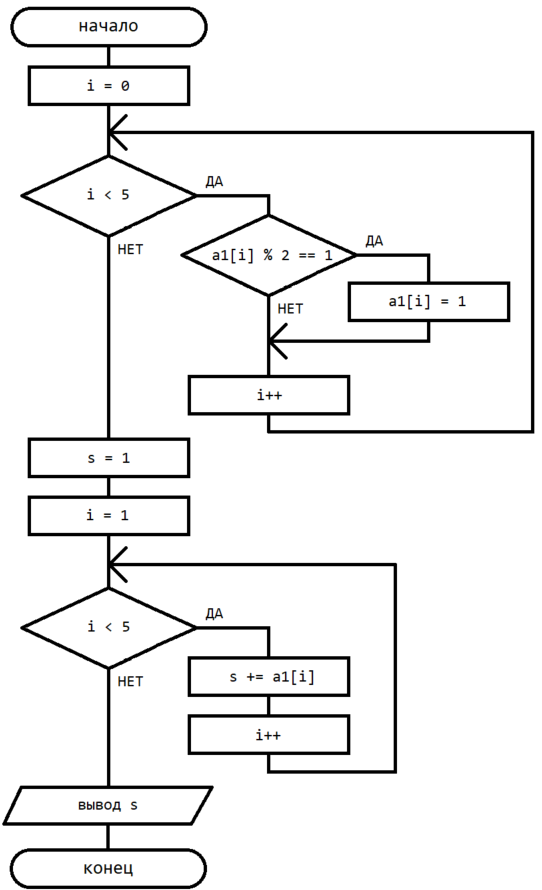 начало
i = 0
i < 5
ДА
НЕТ
a1[i] % 2 == 1
ДА
НЕТ
a1[i] = 1
i++
s = 1
i = 1
i < 5
ДА
НЕТ
s += a1[i]
i++
вывод s
конец